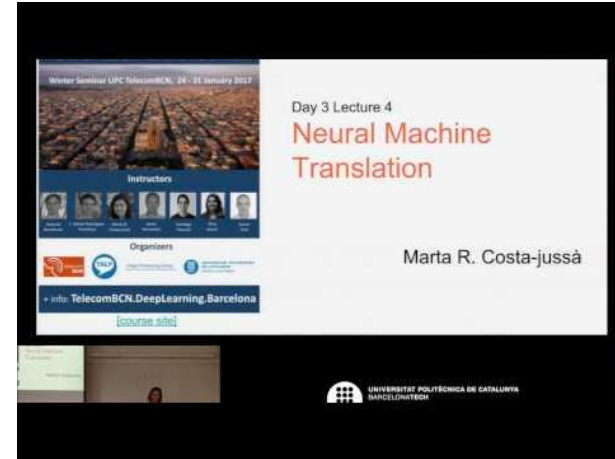 Winter Seminar UPC TelecomBCN, 24 - 31 January 2017
Instructors
Organizers
TALP
+ info: TelecomBCN.DeepLearning.Barcelona
[course site]
Day 3 Lecture 4
Neural Machine
Translation
Marta R. Costa-jussà
UNIVERSITAT POLITÈCNICA DE CATALUNYA
BARCELONATECH